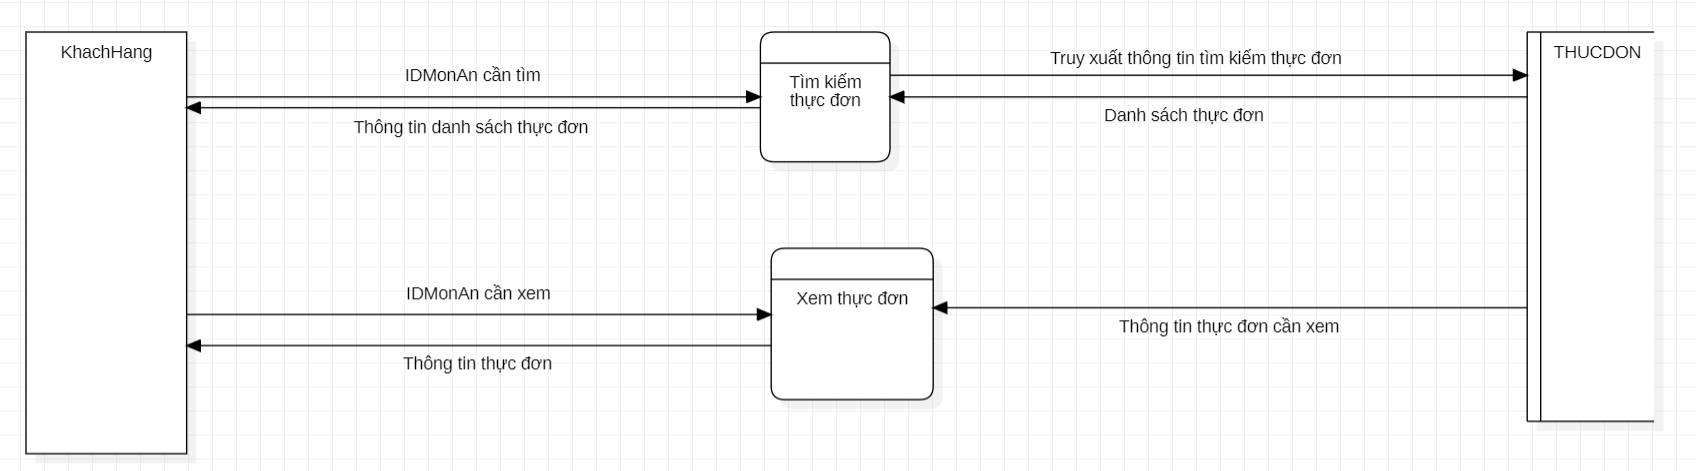 KhachHang
IDMonAn cần tìm
Thông tin danh sách thực đơn
Tìm kiếm
thực đơn
Truy xuất thông tin tìm kiếm thực đơn
Danh sách thực đơn
THUCDON
IDMonAn cần xem
Thông tin thực đơn
Xem thực đơn
Thông tin thực đơn cần xem